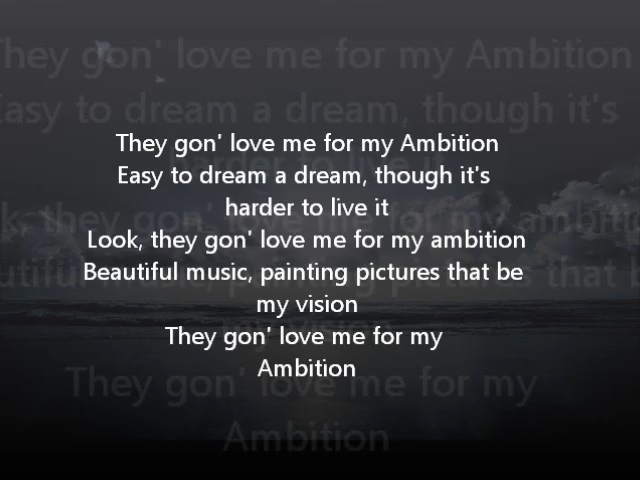 They gon' love me for my Ambition
Easy to dream a dream, though it's
harder to live it
Look, they gon' love me for my ambition
Beautiful music, painting pictures that be
my vision
They gon' love me for my
Ambition